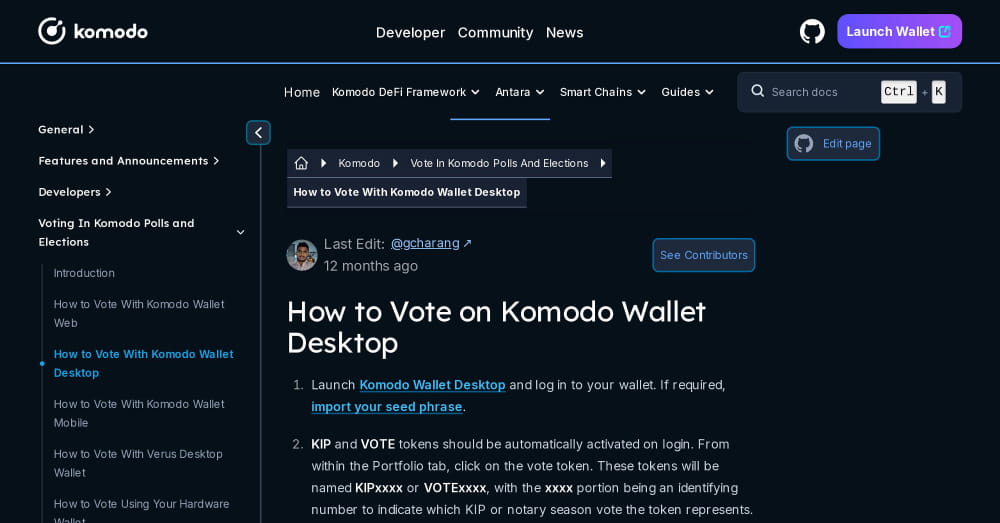 komodo
Developer Community News
Launch Wallet
Home Komodo DeFi Framework Antara Smart Chains Guides
Search docs Ctrl + K
General
Features and Announcements
Developers
Voting In Komodo Polls and
Elections
Introduction
How to Vote With Komodo Wallet
Web
How to Vote With Komodo Wallet
Desktop
How to Vote With Komodo Wallet
Mobile
How to Vote With Verus Desktop
Wallet
How to Vote Using Your Hardware
Wallet
Edit page
Komodo Vote In Komodo Polls And Elections
How to Vote With Komodo Wallet Desktop
Last Edit: @gcharang ↗
12 months ago
See Contributors
How to Vote on Komodo Wallet
Desktop
1. Launch Komodo Wallet Desktop and log in to your wallet. If required,
import your seed phrase.
2. KIP and VOTE tokens should be automatically activated on login. From
within the Portfolio tab, click on the vote token. These tokens will be
named KIPxxxx or VOTExxxx, with the xxxx portion being an identifying
number to indicate which KIP or notary season vote the token represents.